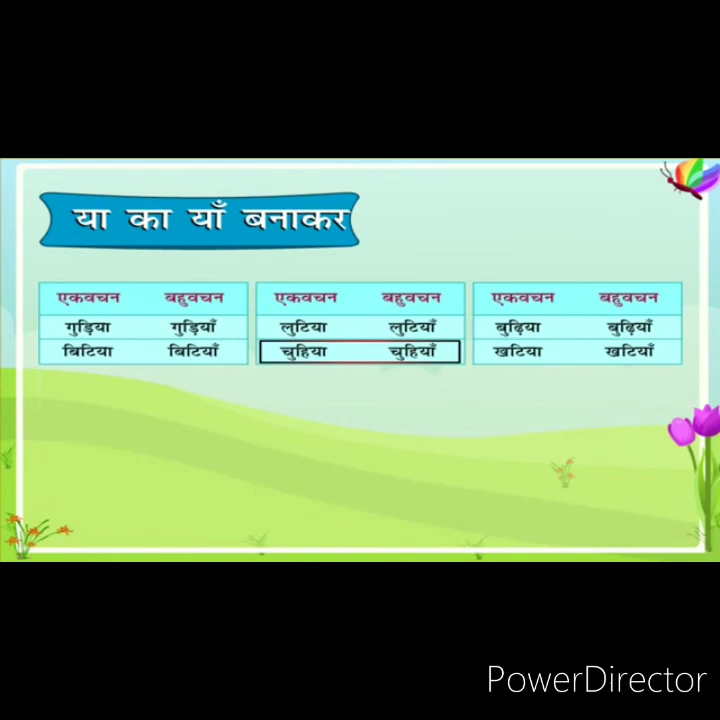 या का याँ बनाकर
एकवचन बहुवचन एकवचन बहुवचन एकवचन बहुवचन
गुड़िया गुड़ियाँ लुटिया लुटियाँ बुढ़िया बुढ़ियाँ
बिटिया बिटियाँ चुहिया चुहियाँ खटिया खटियाँ
PowerDirector